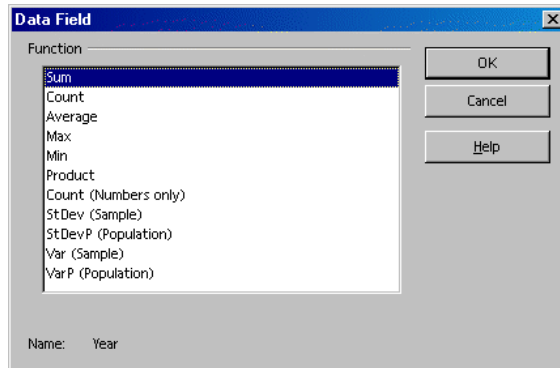 Data Field
Function
Sum
Count
Average
Max
Min
Product
Count (Numbers only)
StDev (Sample)
StDevP (Population)
Var (Sample)
VarP (Population)
OK
Cancel
Help
Name: Year